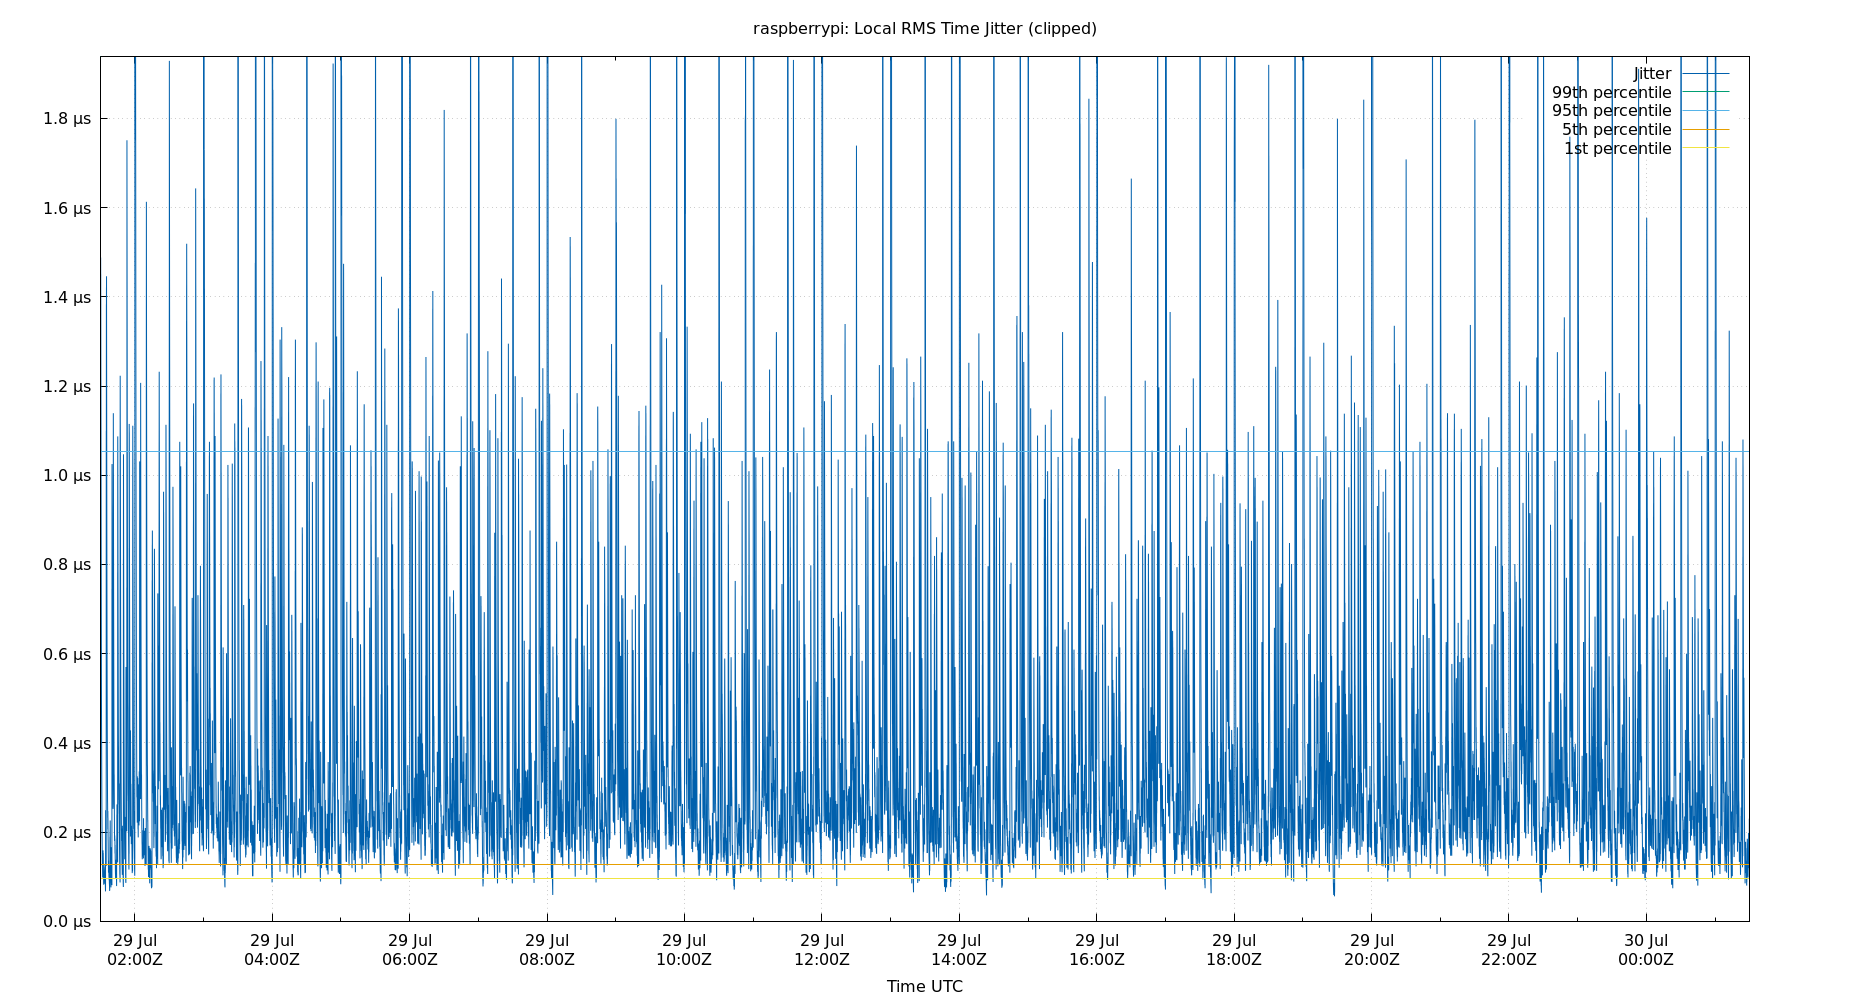 raspberrypi: Local RMS Time Jitter (clipped)
Jitter
99th percentile
95th percentile
5th percentile
1st percentile
1.8 µs
1.6 µs
1.4 µs
1.2 µs
1.0 µs
0.8 µs
0.6 µs
0.4 µs
0.2 µs
0.0 µs
29 Jul 29 Jul 29 Jul 29 Jul 29 Jul 29 Jul 29 Jul 29 Jul 29 Jul 29 Jul 29 Jul 30 Jul
02:00Z 04:00Z 06:00Z 08:00Z 10:00Z 12:00Z 14:00Z 16:00Z 18:00Z 20:00Z 22:00Z 00:00Z
Time UTC